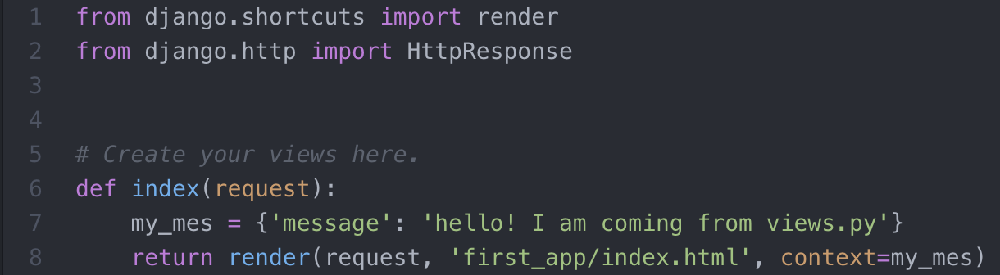 1 from django.shortcuts import render
2 from django.http import HttpResponse
3
4
5 # Create your views here.
6 def index(request):
7     my_mes = {'message': 'hello! I am coming from views.py'}
8     return render(request, 'first_app/index.html', context=my_mes)